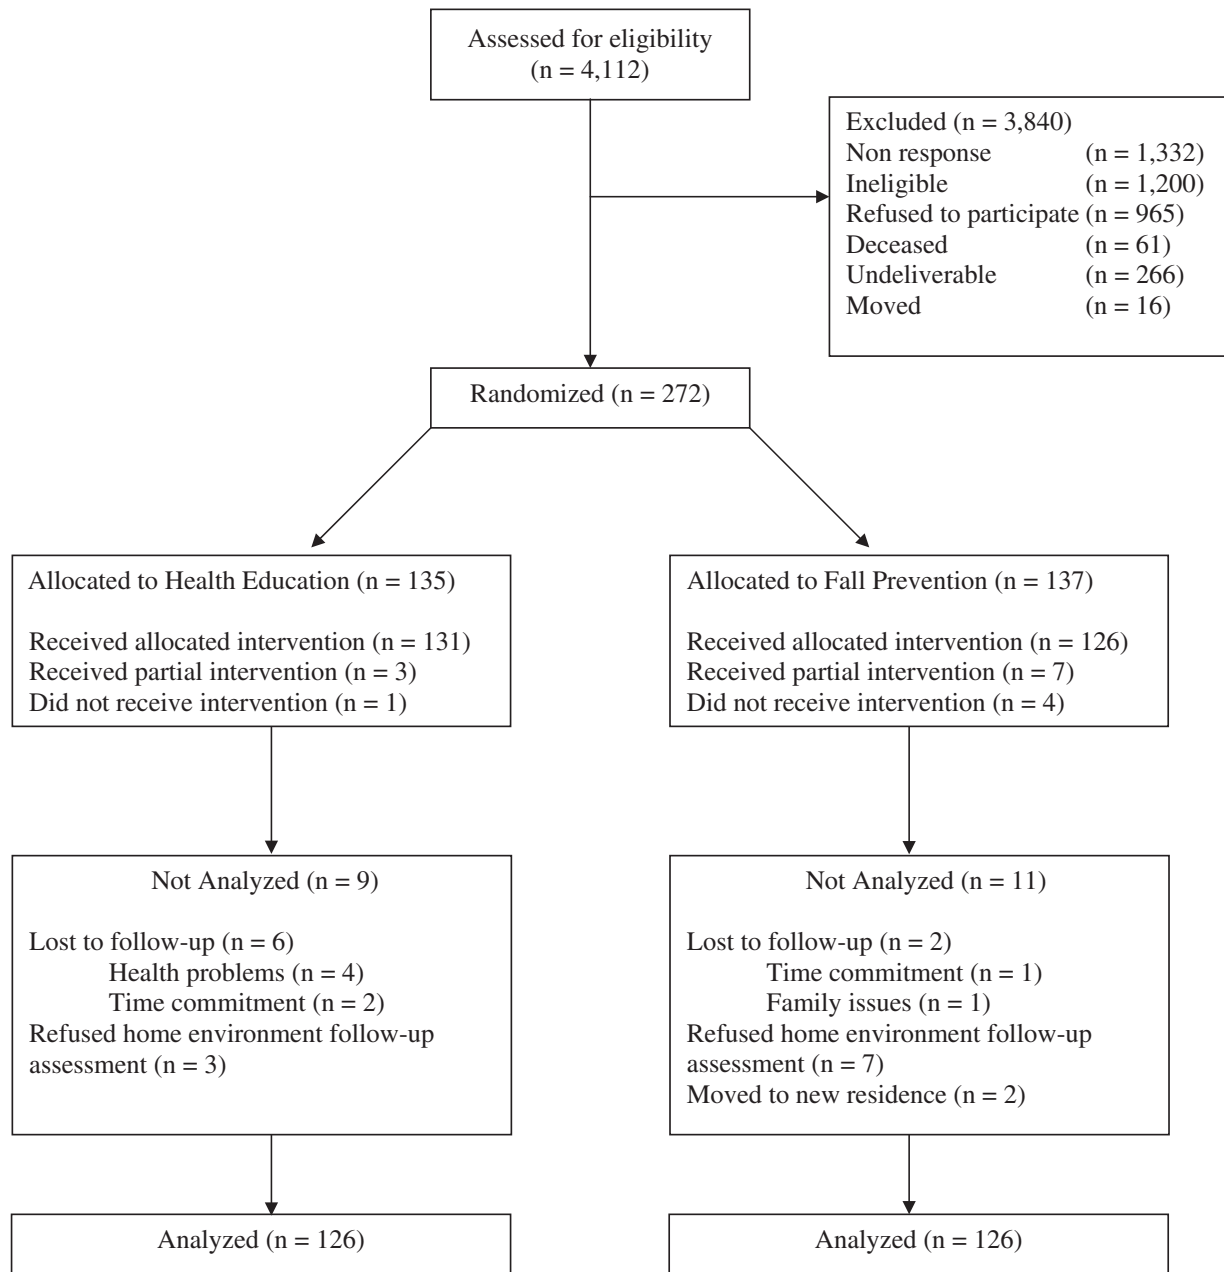 Assessed for eligibility
(n = 4,112)
Excluded (n = 3,840)
Non response (n = 1,332)
Ineligible (n = 1,200)
Refused to participate (n = 965)
Deceased (n = 61)
Undeliverable (n = 266)
Moved (n = 16)
Randomized (n = 272)
Allocated to Health Education (n = 135)
Received allocated intervention (n = 131)
Received partial intervention (n = 3)
Did not receive intervention (n = 1)
Allocated to Fall Prevention (n = 137)
Received allocated intervention (n = 126)
Received partial intervention (n = 7)
Did not receive intervention (n = 4)
Not Analyzed (n = 9)
Lost to follow-up (n = 6)
Health problems (n = 4)
Time commitment (n = 2)
Refused home environment follow-up
assessment (n = 3)
Not Analyzed (n = 11)
Lost to follow-up (n = 2)
Time commitment (n = 1)
Family issues (n = 1)
Refused home environment follow-up
assessment (n = 7)
Moved to new residence (n = 2)
Analyzed (n = 126)
Analyzed (n = 126)